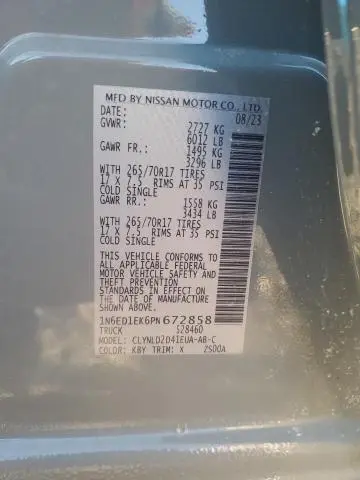 MFD BY NISSAN MOTOR CO., LTD.
DATE: 08/23
GVWR: 2727 KG
6012 LB
GAWR FR.: 1495 KG
3296 LB
WITH 265/70R17 TIRES
17 X 7.5 RIMS AT 35 PSI
COLD SINGLE
GAWR RR.: 1558 KG
3434 LB
WITH 265/70R17 TIRES
17 X 7.5 RIMS AT 35 PSI
COLD SINGLE
THIS VEHICLE CONFORMS TO ALL
APPLICABLE FEDERAL
MOTOR VEHICLE SAFETY AND
THEFT PREVENTION
STANDARDS IN EFFECT ON THE
DATE OF MANUFACTURE
SHOWN ABOVE.
1N6ED1EK6PN672858
TRUCK S28460
MODEL: CLYNLD2D41EUA-AB-C
COLOR: KBY TRIM: X ZSD0A